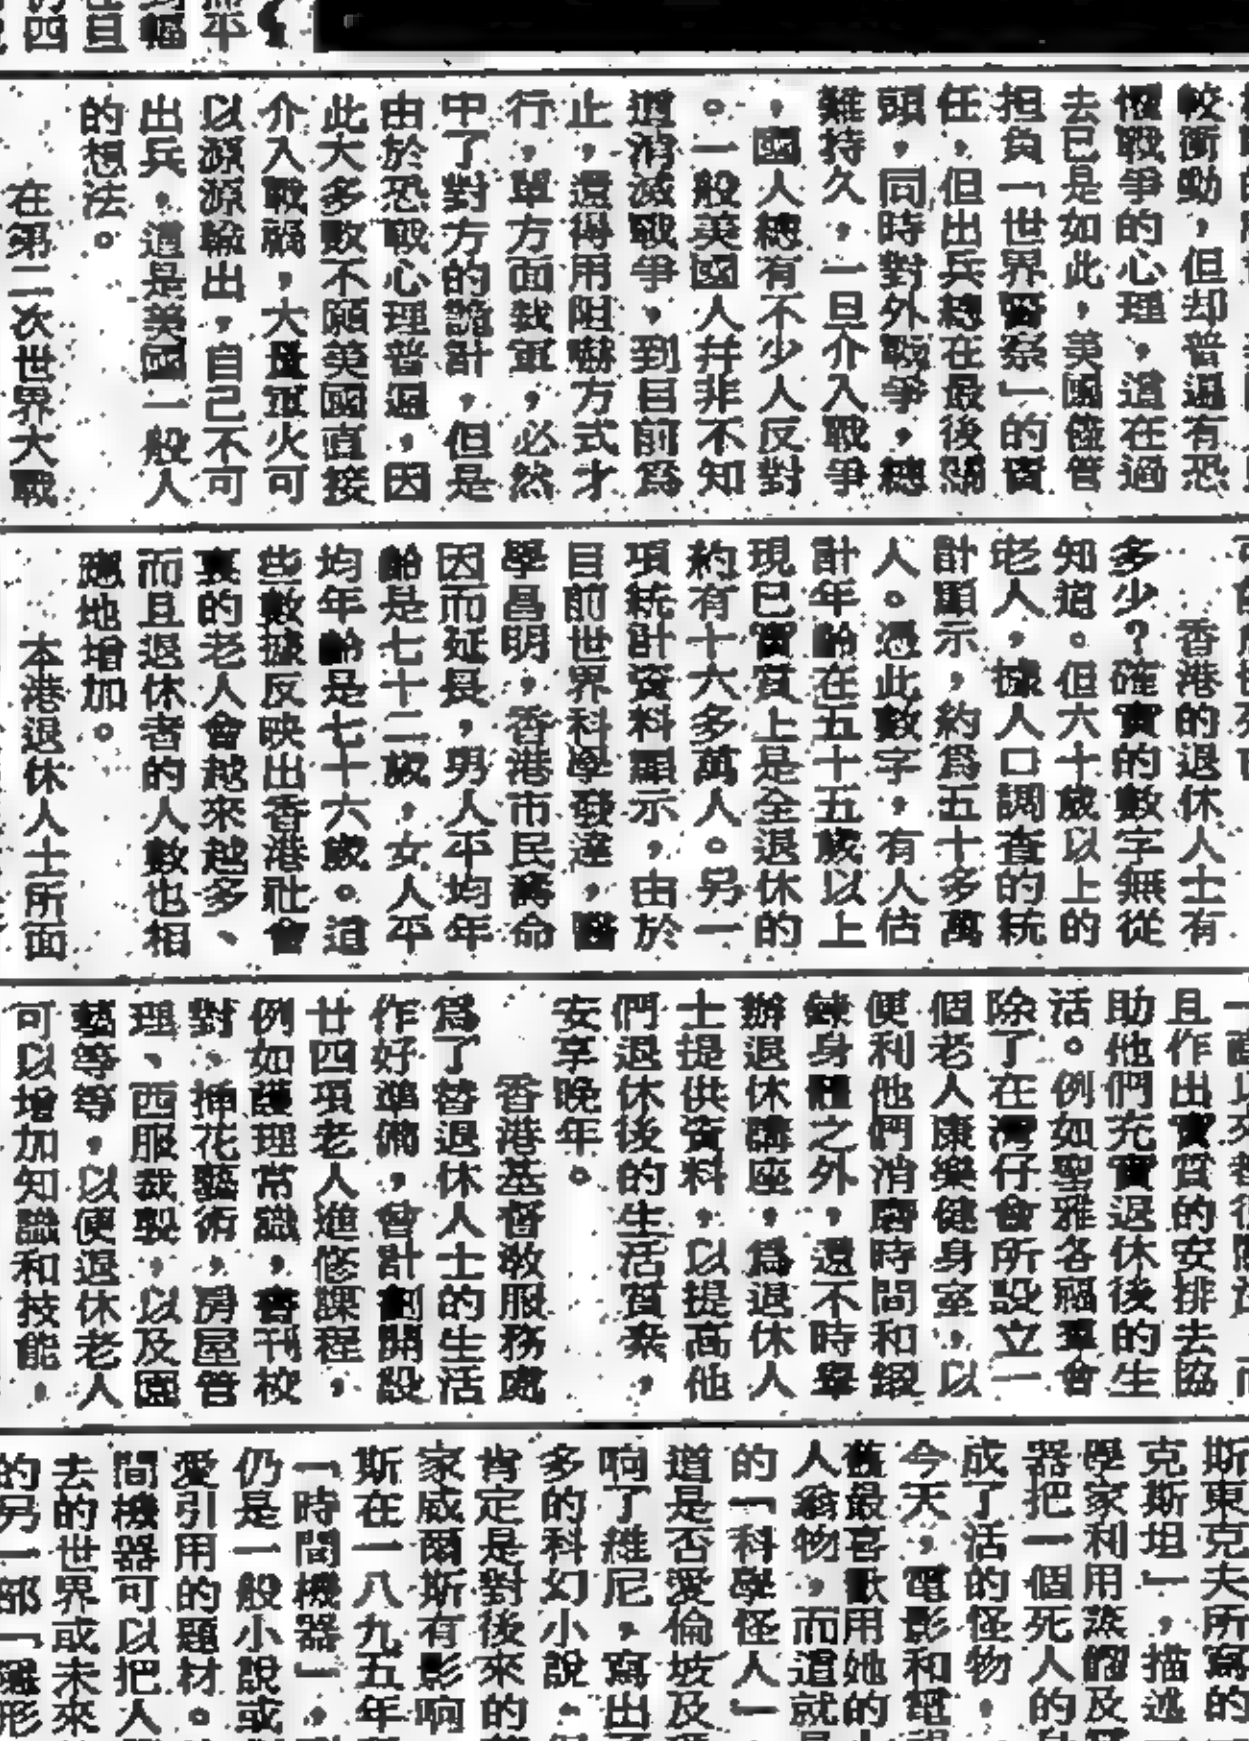 較衝動，但却普遍有恐
懼戰爭的心理，這在過
去已是如此，美國儘管
担負「世界警察」的責
任，但出兵總在最後關
頭，同時對外戰爭，總
難持久，一旦介入戰爭
，國人總有不少人反對
。一般美國人并非不知
道消滅戰爭，到目前為
止，還得用阻嚇方式才
行，單方面裁軍，必然
中了對方的詭計，但是
由於恐戰心理普遍，因
此大多數不願美國直接
介入戰禍，大量軍火可
以源源輸出，自己不可
出兵，這是美國一般人
的想法。
在第二次世界大戰
香港的退休人士有
多少？確實的數字無從
知道。但六十歲以上的
老人，據人口調查的統
計顯示，約為五十多萬
人。憑此數字，有人估
計年齡在五十五歲以上
現已實質上是全退休的
約有十六多萬人。另一
項統計資料顯示，由於
目前世界科學發達，醫
學昌明，香港市民壽命
因而延長，男人平均年
齡是七十二歲，女人平
均年齡是七十六歲。這
些數據反映出香港社會
裏的老人會越來越多、
而且退休者的人數也相
應地增加。
本港退休人士所面
且作出實質的安排去協
助他們充實退休後的生
活。例如聖雅各福羣會
除了在灣仔會所設立一
個老人康樂健身室，以
便利他們消磨時間和鍛
鍊身體之外，還不時舉
辦退休講座，為退休人
士提供資料，以提高他
們退休後的生活質素，
安享晚年。
香港基督教服務處
為了替退休人士的生活
作好準備，會計劃開設
廿四項老人進修課程，
例如護理常識，書刊校
對、插花藝術，房屋管
理、西服裁製，以及園
藝等等，以便退休老人
可以增加知識和技能，
斯東克夫所寫的
克斯坦」，描述一
學家利用蒸餾及
器把一個死人的
成了活的怪物，
今天，電影和電視
舊最喜歡用她的
人翁物，而這就
的「科學怪人」
道是否愛倫坡及
响了維尼，寫出
多的科幻小說。
肯定是對後來的
家威爾斯有影响
斯在一八九五年
「時間機器」，
仍是一般小說或
愛引用的題材。
間機器可以把人
去的世界或未來
的另一部「隱形